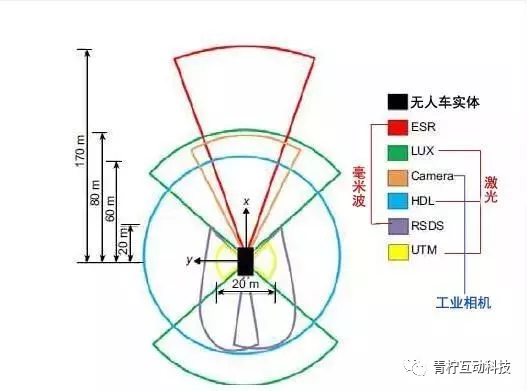 170 m
80 m
60 m
20 m
x
y
20 m
无人车实体
ESR
LUX
Camera
HDL
RSDS
UTM
毫米波
激光
工业相机
青柠互动科技